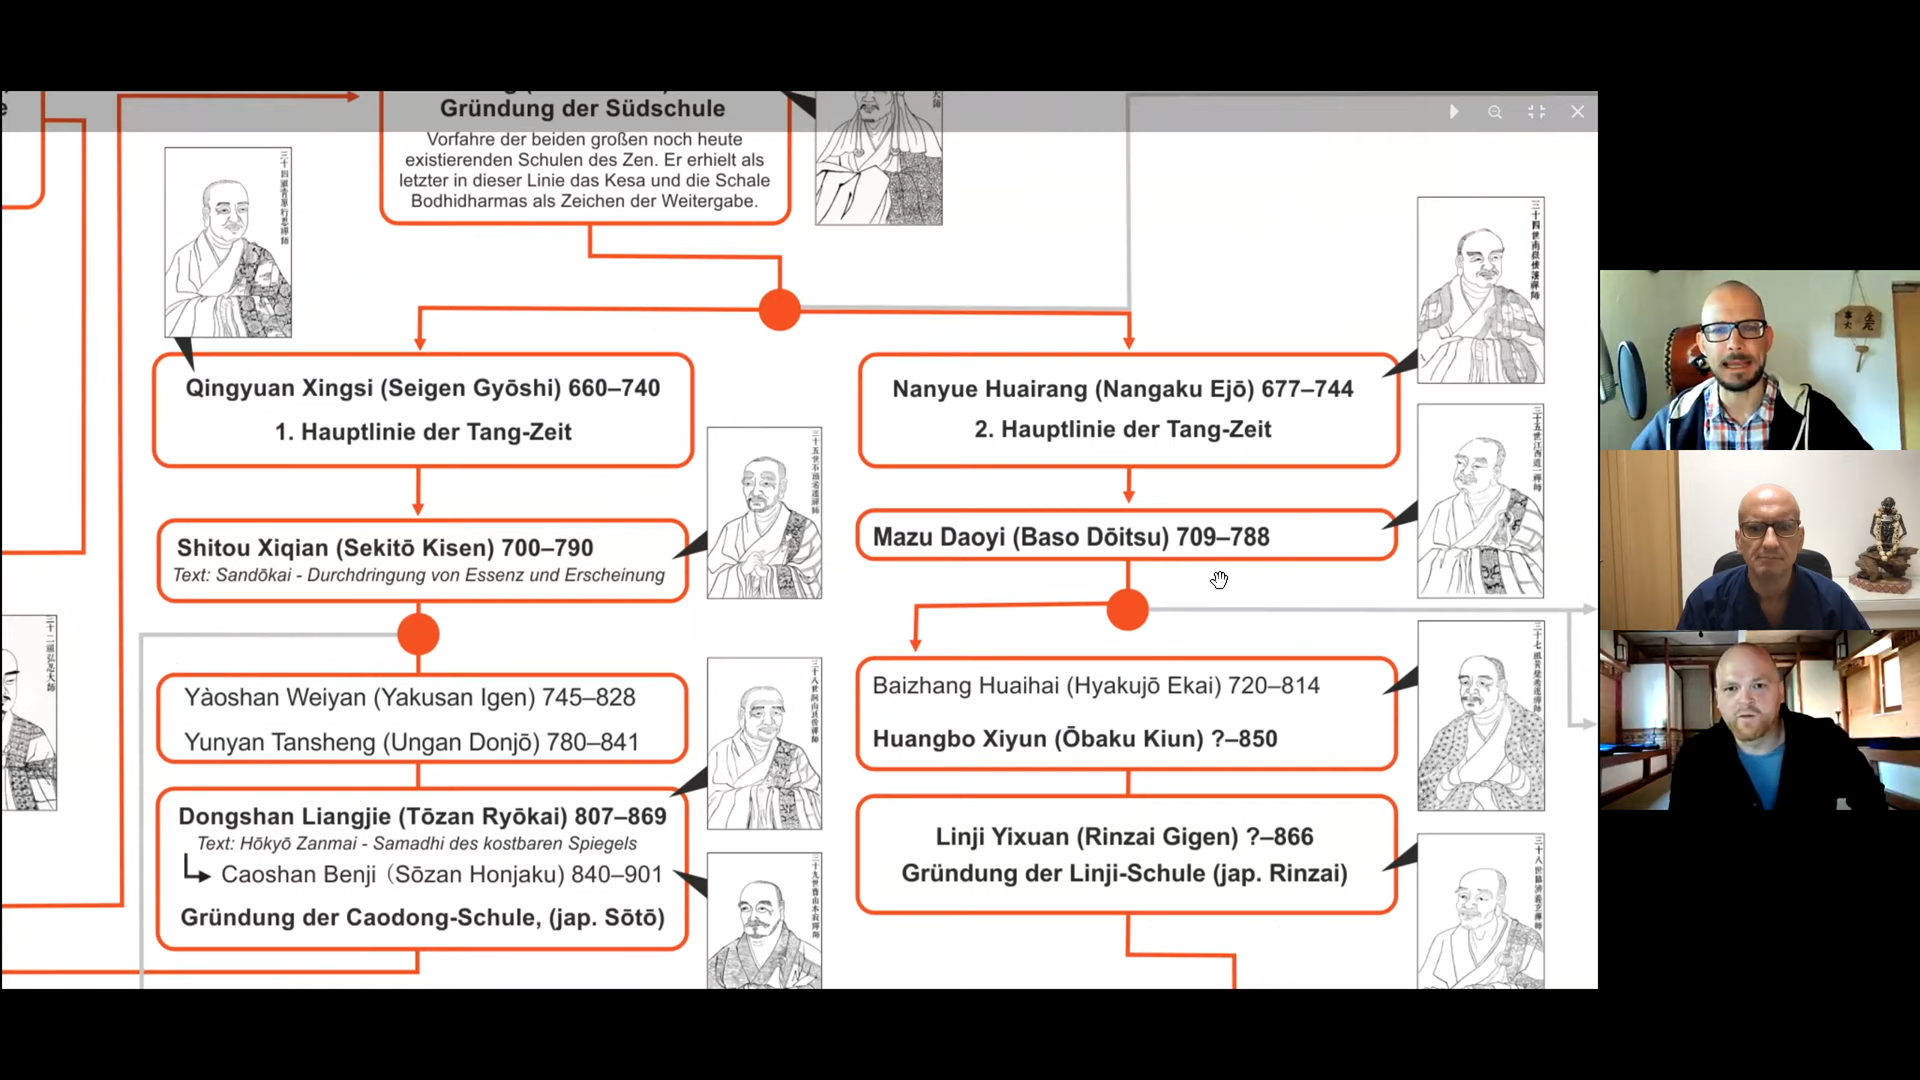 Gründung der Südschule
Vorfahre der beiden großen noch heute
existierenden Schulen des Zen. Er erhielt als
letzter in dieser Linie das Kesa und die Schale
Bodhidharmas als Zeichen der Weitergabe.
Qingyuan Xingsi (Seigen Gyōshi) 660–740
1. Hauptlinie der Tang-Zeit
Nanyue Huairang (Nangaku Ejō) 677–744
2. Hauptlinie der Tang-Zeit
Shitou Xiqian (Sekitō Kisen) 700–790
Text: Sandōkai - Durchdringung von Essenz und Erscheinung
Mazu Daoyi (Baso Dōitsu) 709–788
Yàoshan Weiyan (Yakusan Igen) 745–828
Yunyan Tansheng (Ungan Donjō) 780–841
Baizhang Huaihai (Hyakujō Ekai) 720–814
Huangbo Xiyun (Ōbaku Kiun) ?–850
Dongshan Liangjie (Tōzan Ryōkai) 807–869
Text: Hōkyō Zanmai - Samadhi des kostbaren Spiegels
Caoshan Benji (Sōzan Honjaku) 840–901
Gründung der Caodong-Schule, (jap. Sōtō)
Linji Yixuan (Rinzai Gigen) ?–866
Gründung der Linji-Schule (jap. Rinzai)